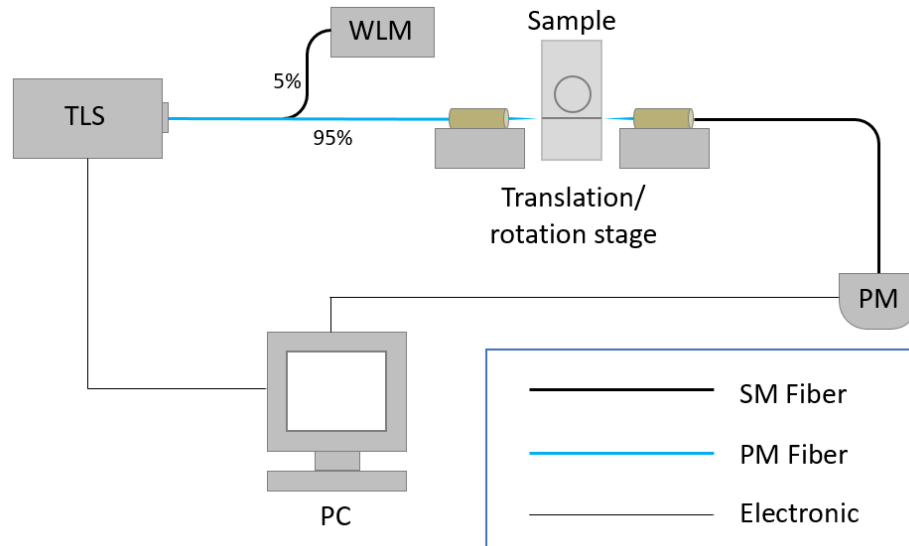 WLM
Sample
5%
TLS
95%
Translation/
rotation stage
PM
SM Fiber
PM Fiber
Electronic
PC